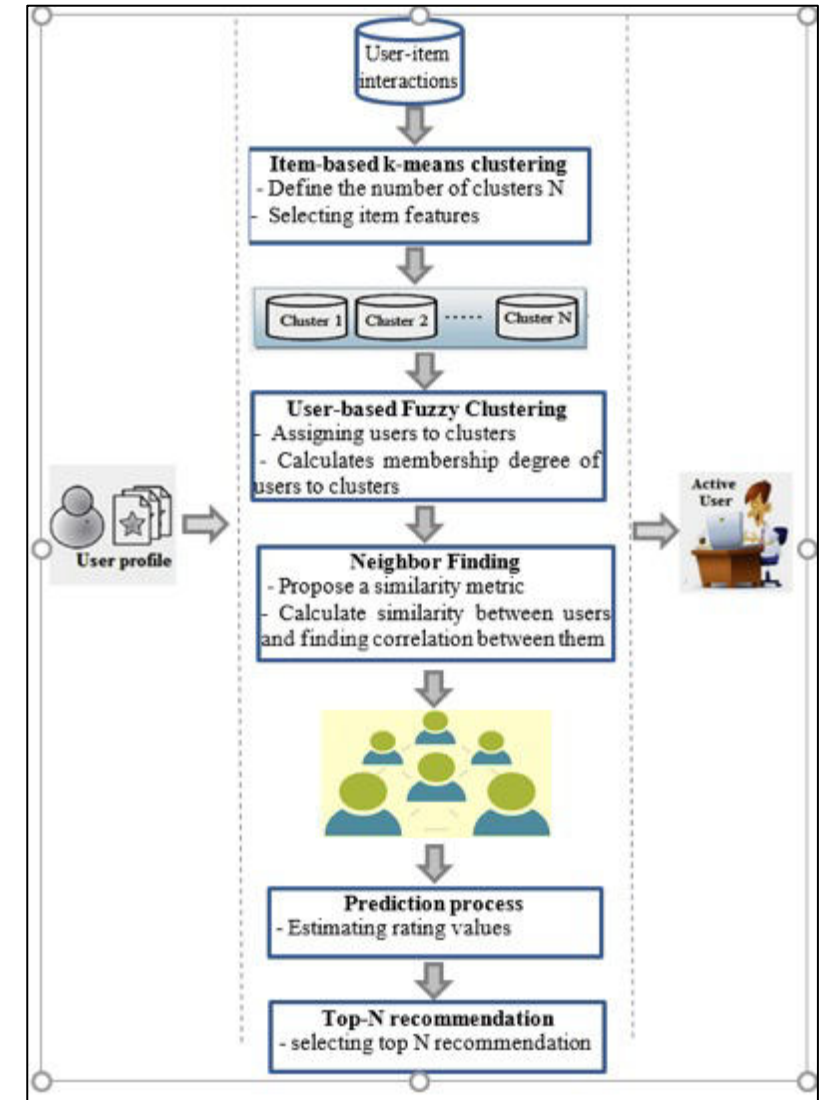 User-item
interactions
Item-based k-means clustering
- Define the number of clusters N
- Selecting item features
Cluster 1
Cluster 2
.....
Cluster N
User-based Fuzzy Clustering
- Assigning users to clusters
- Calculates membership degree of
users to clusters
User profile
Active
User
Neighbor Finding
- Propose a similarity metric
- Calculate similarity between users
and finding correlation between them
Prediction process
- Estimating rating values
Top-N recommendation
- selecting top N recommendation